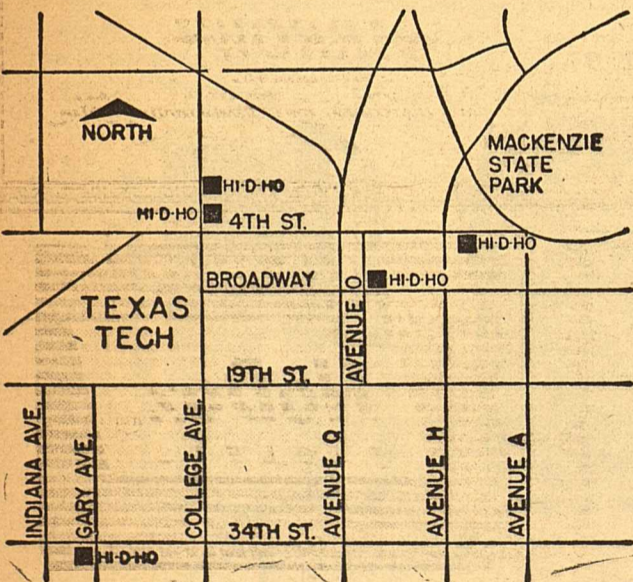 NORTH
MACKENZIE
STATE
PARK
HI-D-HO
HI-D-HO
4TH ST.
HI-D-HO
BROADWAY
HI-D-HO
TEXAS
TECH
AVENUE O
19TH ST.
INDIANA AVE.
GARY AVE.
COLLEGE AVE.
AVENUE Q
AVENUE H
AVENUE A
34TH ST.
HI-D-HO